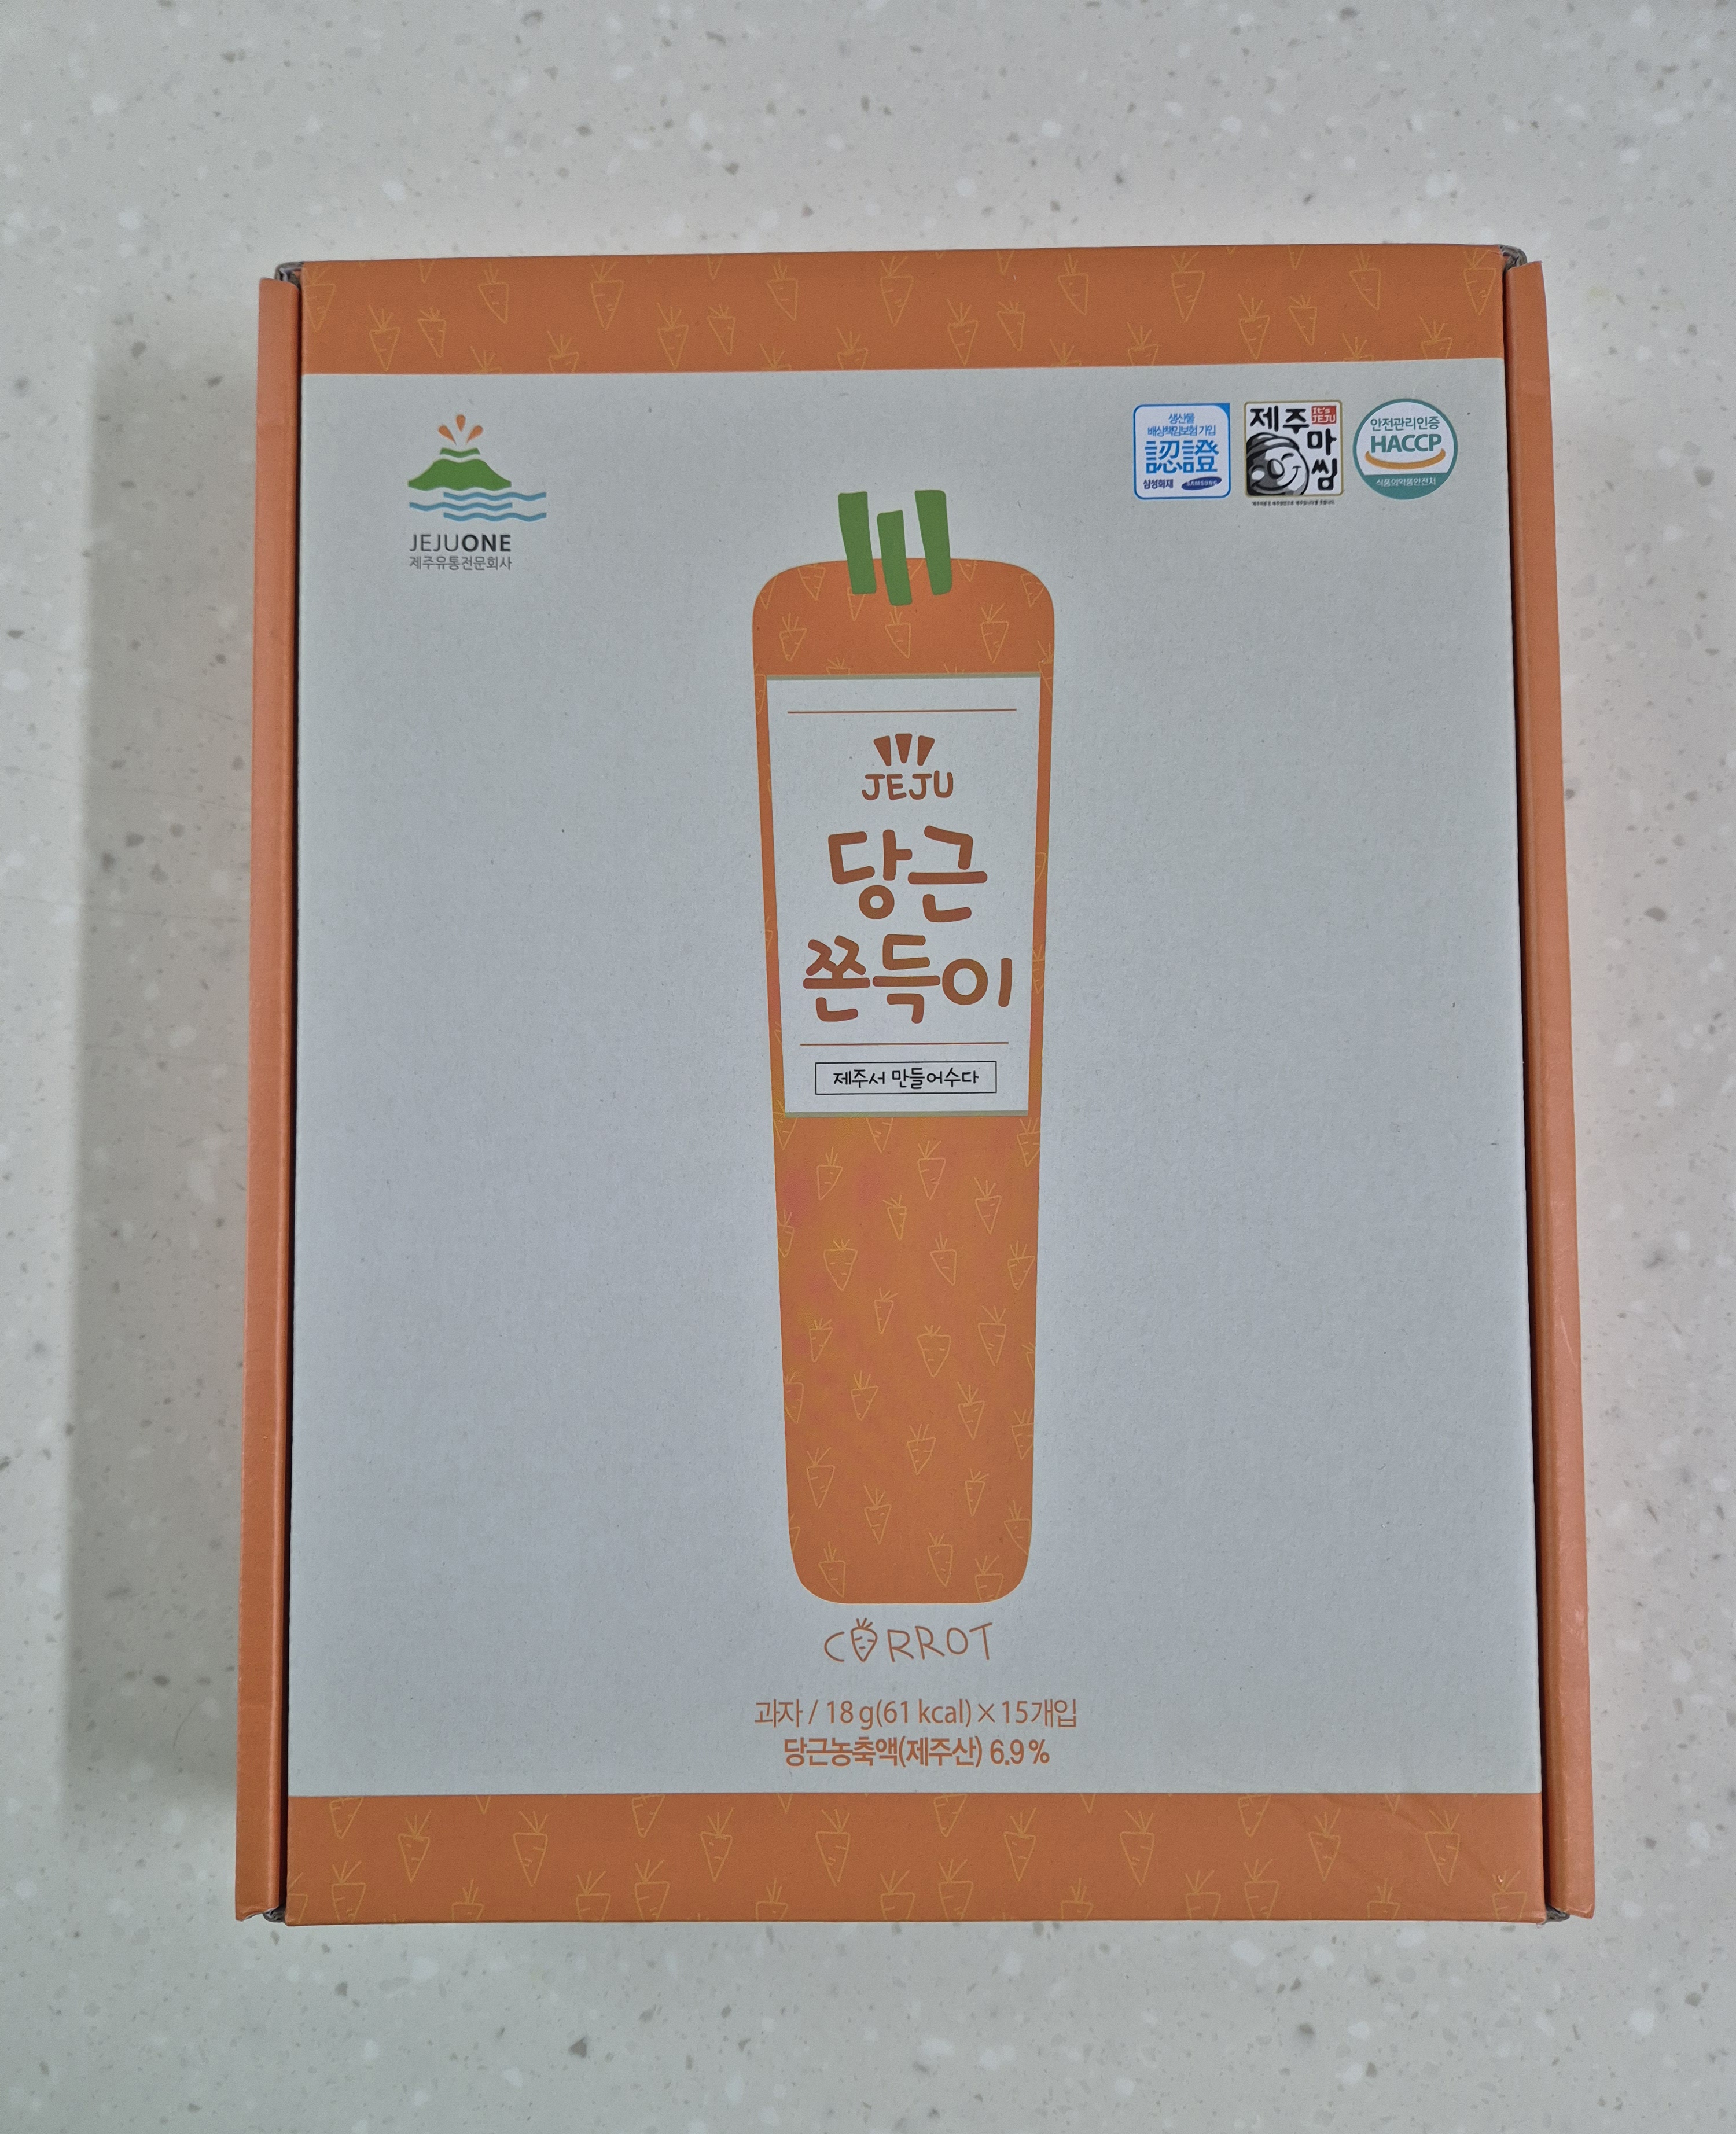 JEJUONE
제주유통전문회사
생산물
배상책임보험 가입
認證
삼성화재 SAMSUNG
제주 It's JEJU
마씸
안전관리인증
HACCP
식품의약품안전처
JEJU
당근
쫀득이
제주서 만들어수다
CARROT
과자 / 18 g(61 kcal)×15개입
당근농축액(제주산) 6.9 %